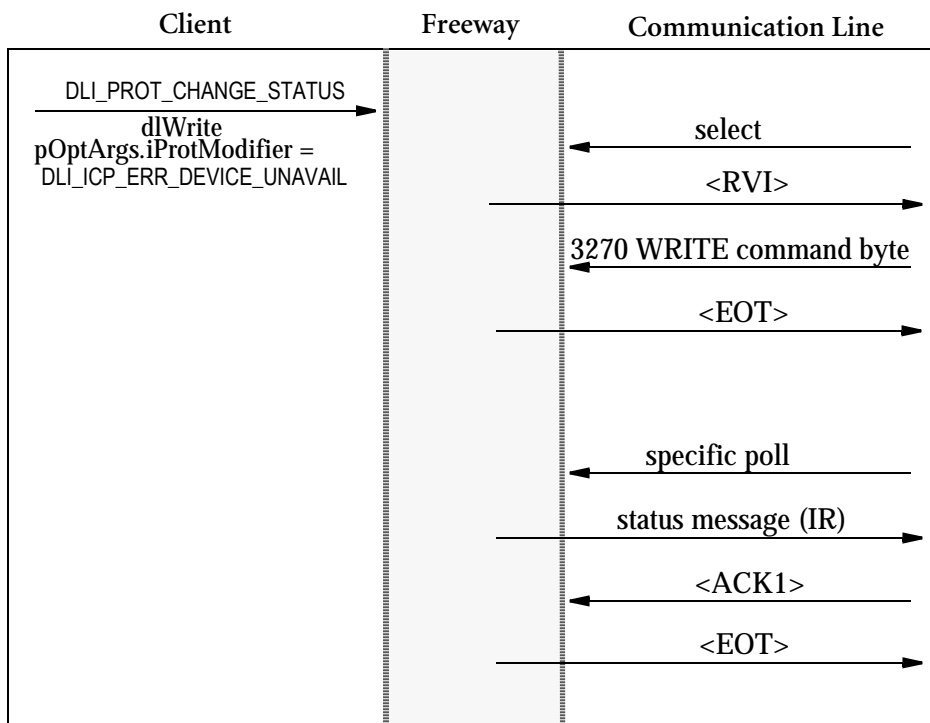 Client Freeway Communication Line
DLI_PROT_CHANGE_STATUS
dlWrite
pOptArgs.iProtModifier =
DLI_ICP_ERR_DEVICE_UNAVAIL
select
<RVI>
3270 WRITE command byte
<EOT>
specific poll
status message (IR)
<ACK1>
<EOT>